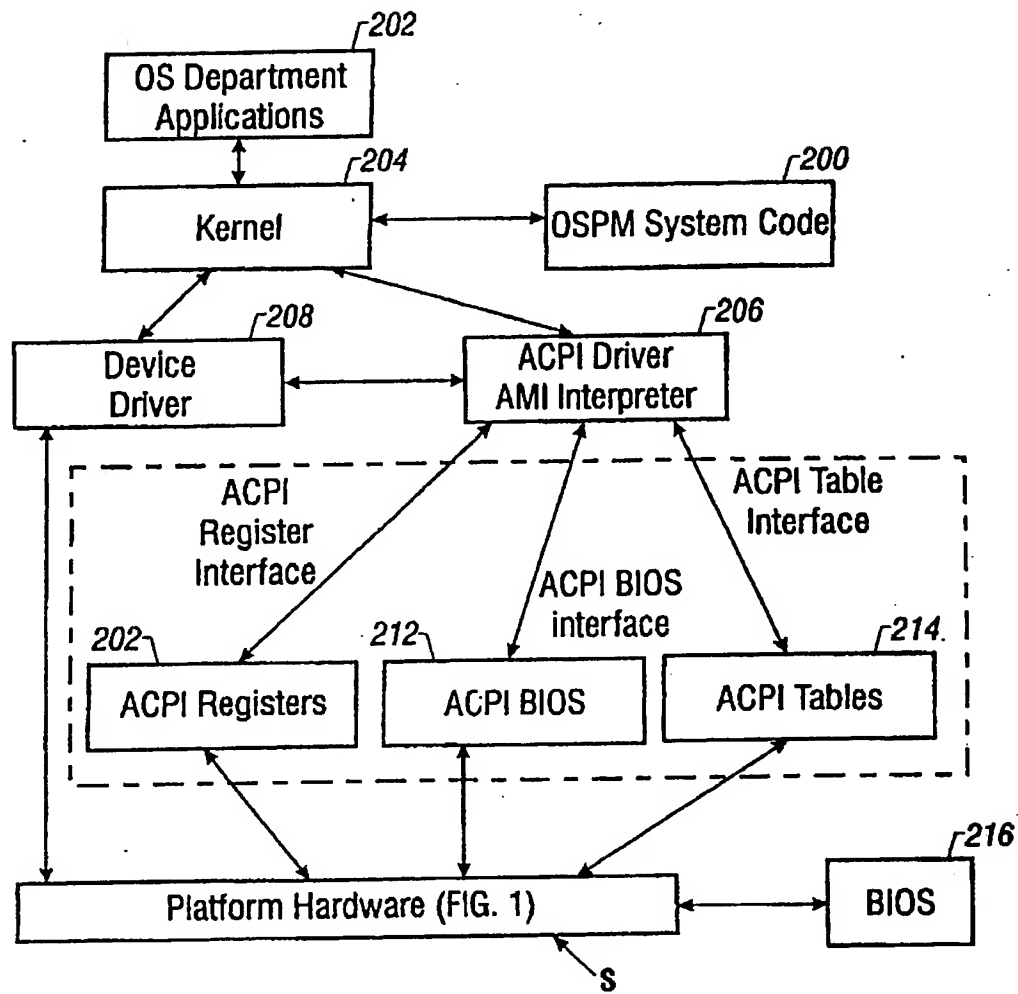 202
OS Department
Applications
204
Kernel
200
OSPM System Code
208
Device
Driver
206
ACPI Driver
AMI Interpreter
ACPI
Register
Interface
ACPI BIOS
interface
ACPI Table
Interface
202
ACPI Registers
212
ACPI BIOS
214
ACPI Tables
Platform Hardware (FIG. 1)
216
BIOS
S